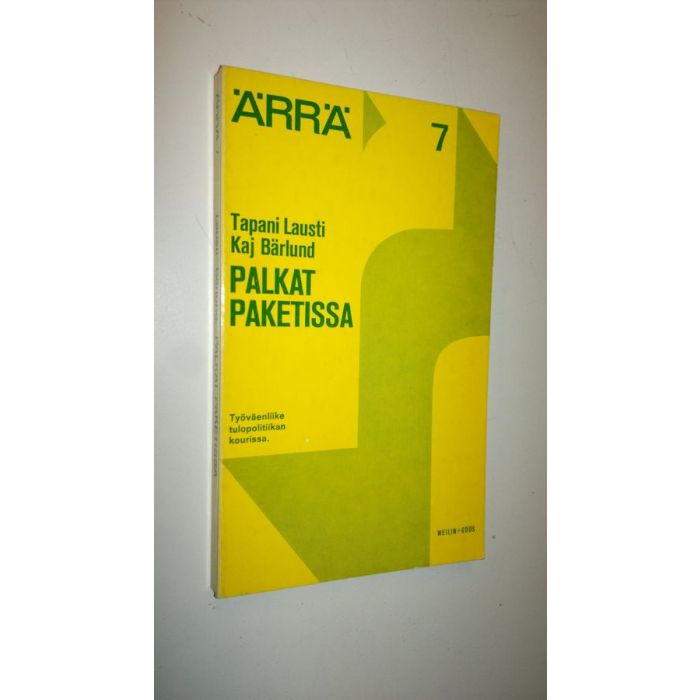 ÄRRÄ
7
Tapani Lausti
Kaj Bärlund
PALKAT
PAKETISSA
Työväenliike
tulopolitiikan
kourissa.
WEILIN+GÖÖS